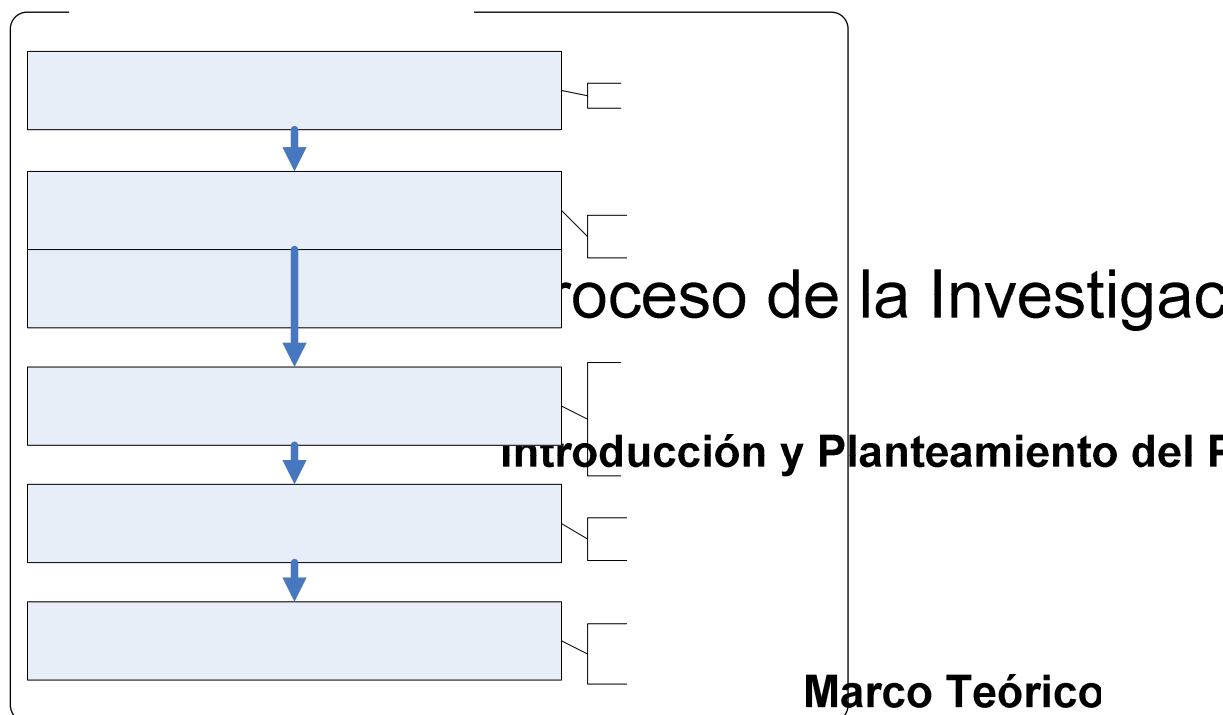 roceso de la Investigac
Introducción y Planteamiento del P
Marco Teórico